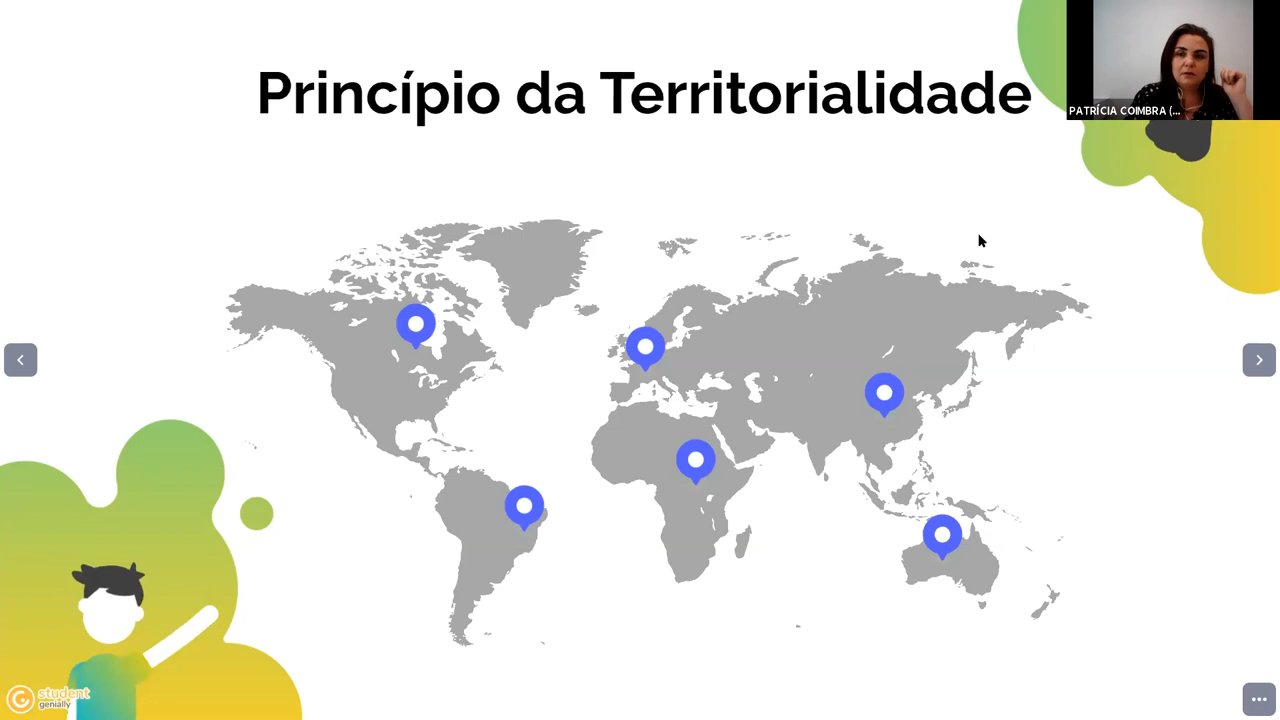 Princípio da Territorialidade
PATRÍCIA COIMBRA (...
student
genially